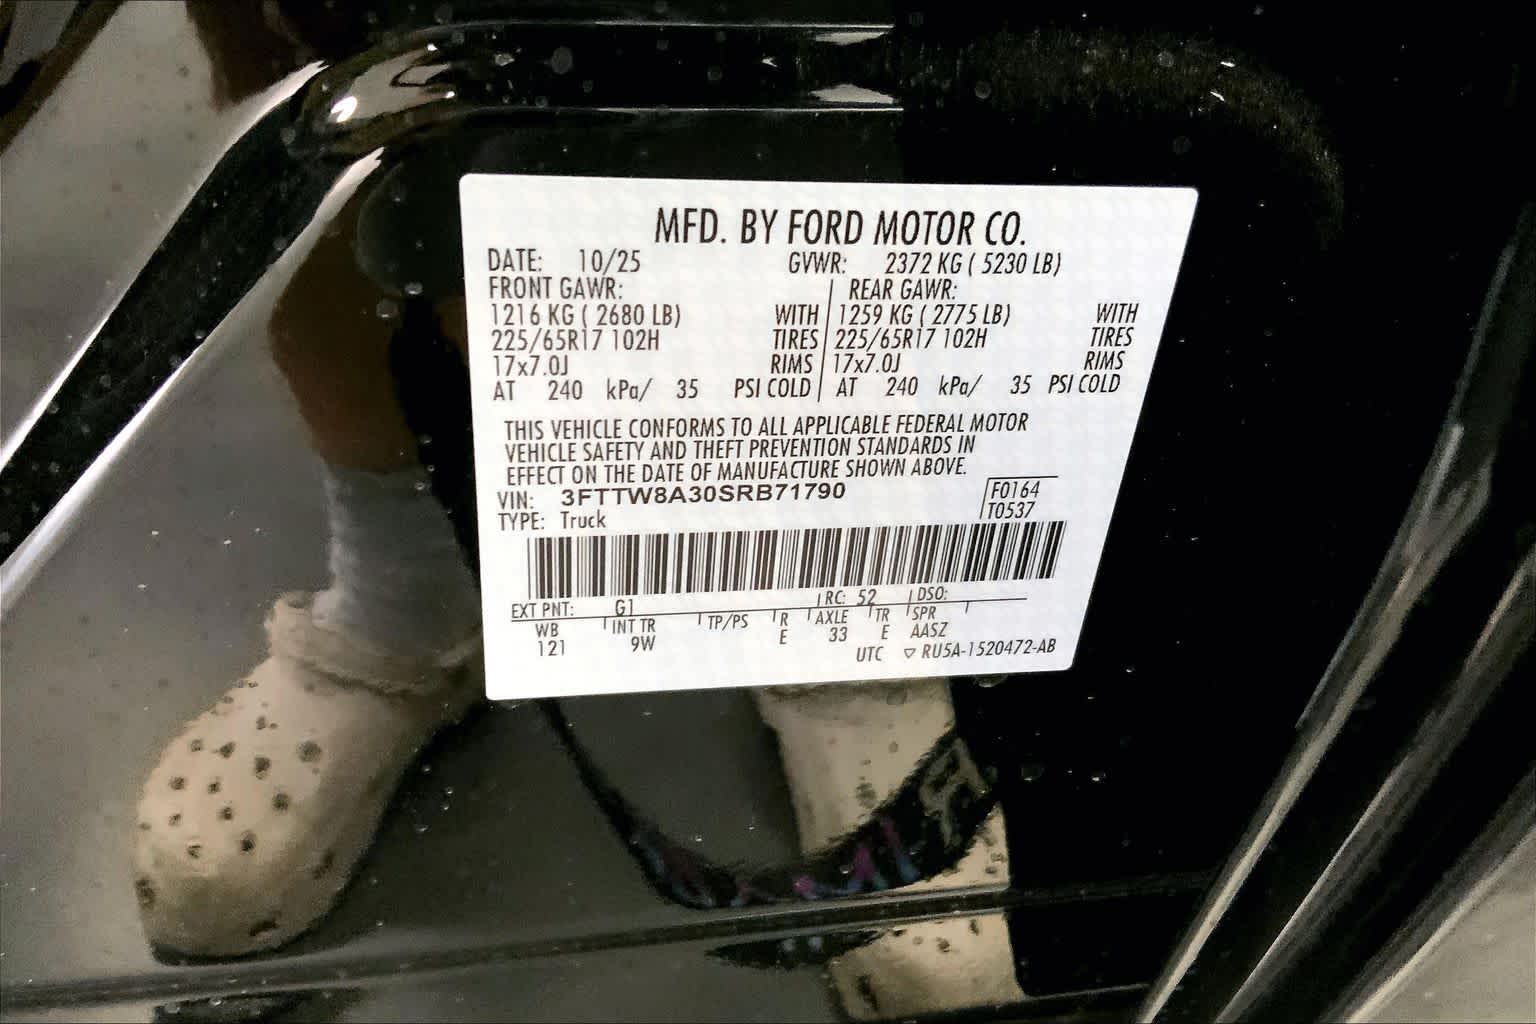 MFD. BY FORD MOTOR CO.
DATE: 10/25 GVWR: 2372 KG ( 5230 LB)
FRONT GAWR: REAR GAWR:
1216 KG ( 2680 LB) WITH 1259 KG ( 2775 LB) WITH
225/65R17 102H TIRES 225/65R17 102H TIRES
17x7.0J RIMS 17x7.0J RIMS
AT 240 kPa/ 35 PSI COLD AT 240 kPa/ 35 PSI COLD
THIS VEHICLE CONFORMS TO ALL APPLICABLE FEDERAL MOTOR
VEHICLE SAFETY AND THEFT PREVENTION STANDARDS IN
EFFECT ON THE DATE OF MANUFACTURE SHOWN ABOVE.
VIN: 3FTTW8A30SRB71790 F0164
TYPE: Truck T0537
EXT PNT: G1 RC: 52 DSO:
WB INT TR TP/PS R AXLE TR SPR
121 9W E 33 E AASZ
UTC ▽ RU5A-1520472-AB